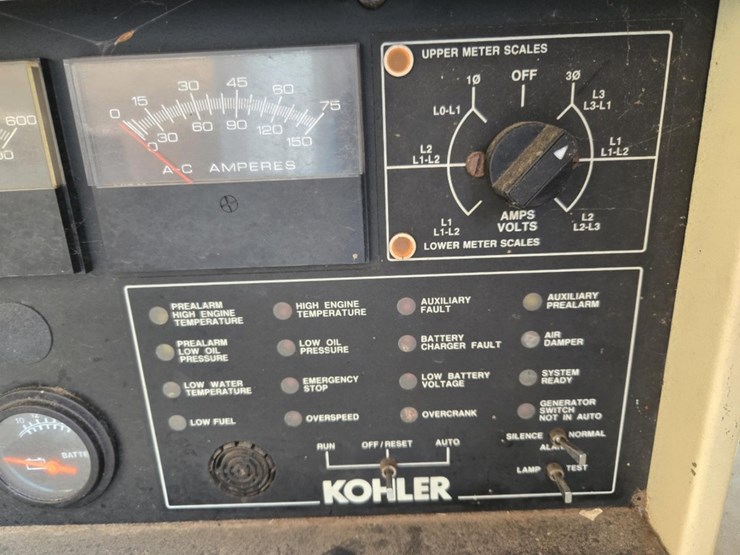 UPPER METER SCALES
1Ø OFF 3Ø
L0-L1
L3
L3-L1
L2
L1-L2
L1
L1-L2
L1
L1-L2
L2
L2-L3
AMPS
VOLTS
LOWER METER SCALES
0 15 30 45 60 75
0 30 60 90 120 150
A-C AMPERES
600
PREALARM
HIGH ENGINE
TEMPERATURE
HIGH ENGINE
TEMPERATURE
AUXILIARY
FAULT
AUXILIARY
PREALARM
PREALARM
LOW OIL
PRESSURE
LOW OIL
PRESSURE
BATTERY
CHARGER FAULT
AIR
DAMPER
LOW WATER
TEMPERATURE
EMERGENCY
STOP
LOW BATTERY
VOLTAGE
SYSTEM
READY
LOW FUEL
OVERSPEED
OVERCRANK
GENERATOR
SWITCH
NOT IN AUTO
RUN OFF/RESET AUTO
SILENCE NORMAL
ALA
LAMP TEST
KOHLER
BATTE